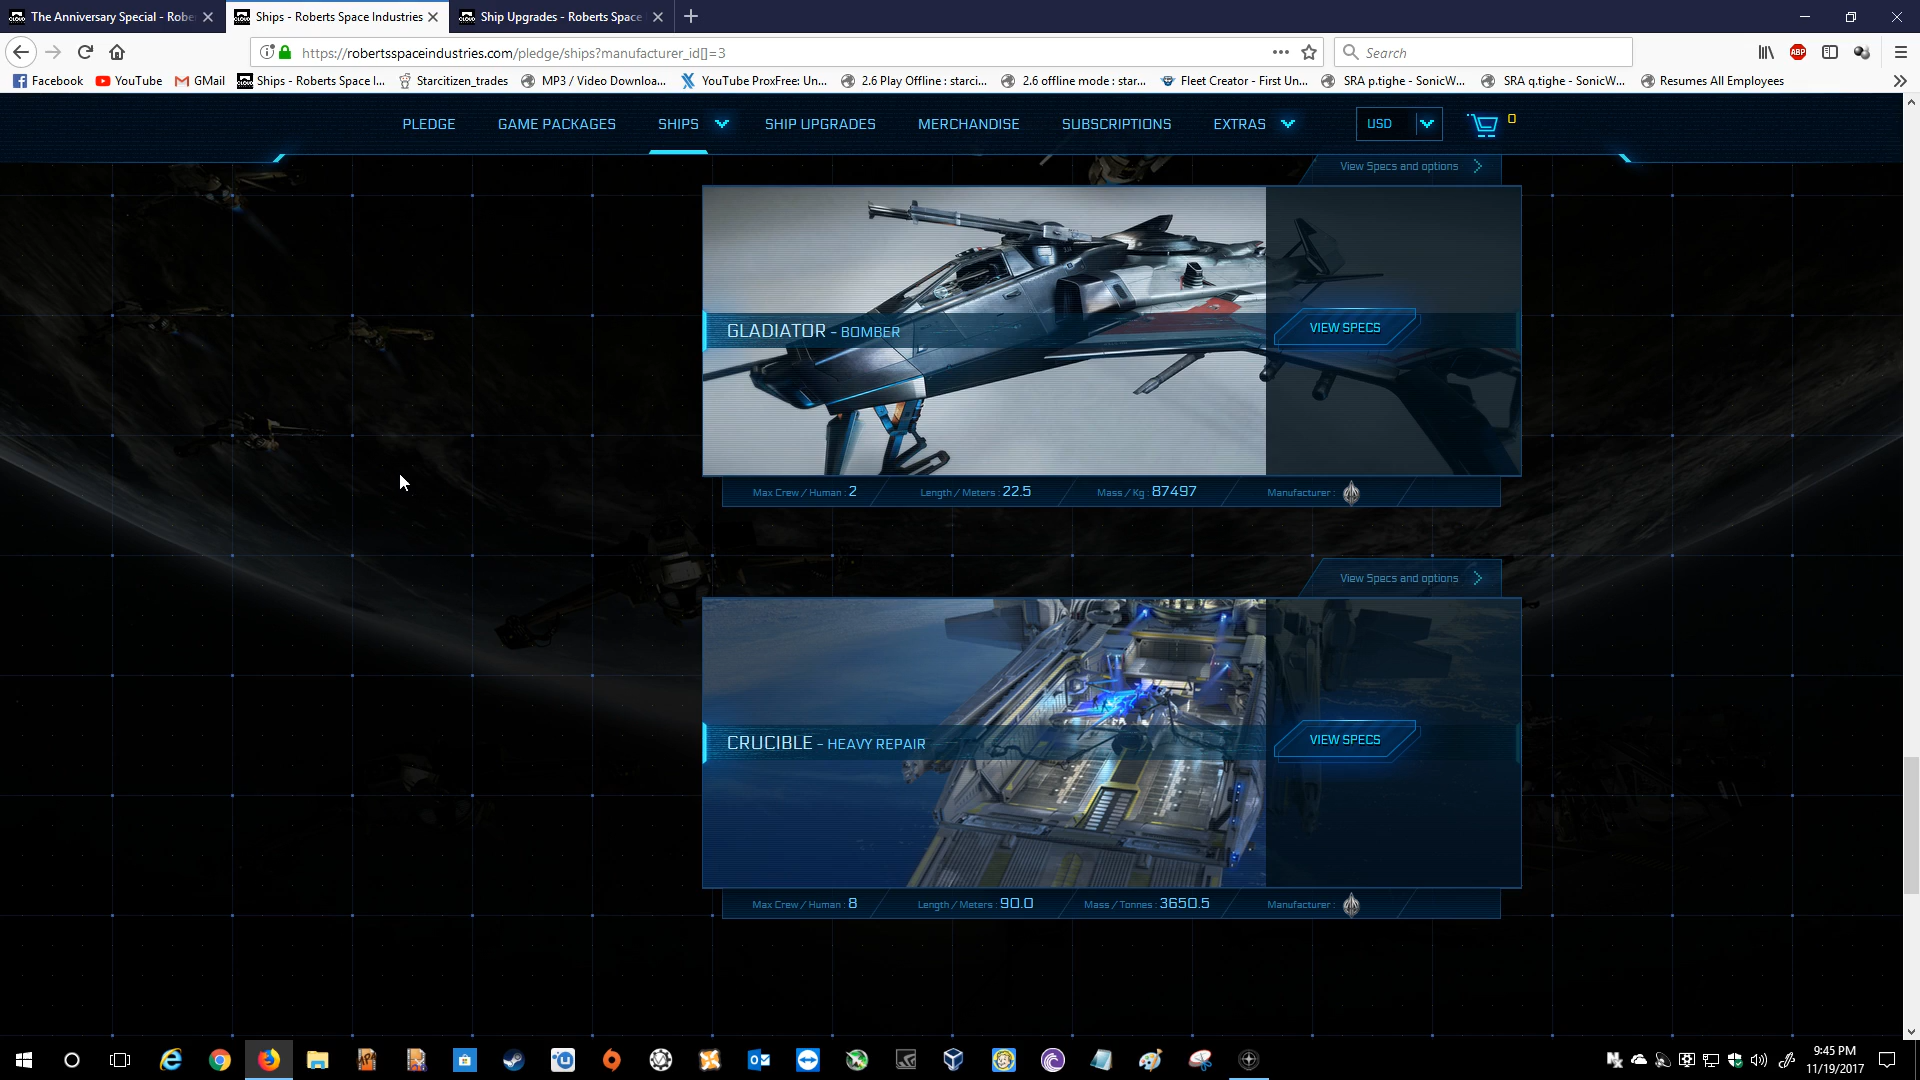 The Anniversary Special - Robe
Ships - Roberts Space Industries
Ship Upgrades - Roberts Space
https://robertsspaceindustries.com/pledge/ships?manufacturer_id[]=3
Search
ABP
Facebook
YouTube
GMail
Ships - Roberts Space I...
Starcitizen_trades
MP3 / Video Downloa...
YouTube ProxFree: Un...
2.6 Play Offline : starci...
2.6 offline mode : star...
Fleet Creator - First Un...
SRA p.tighe - SonicW...
SRA q.tighe - SonicW...
Resumes All Employees
PLEDGE
GAME PACKAGES
SHIPS
SHIP UPGRADES
MERCHANDISE
SUBSCRIPTIONS
EXTRAS
USD
0
View Specs and options
GLADIATOR - BOMBER
VIEW SPECS
Max Crew / Human : 2
Length / Meters : 22.5
Mass / Kg : 87497
Manufacturer :
View Specs and options
CRUCIBLE - HEAVY REPAIR
VIEW SPECS
Max Crew / Human : 8
Length / Meters : 90.0
Mass / Tonnes : 3650.5
Manufacturer :
9:45 PM
11/19/2017